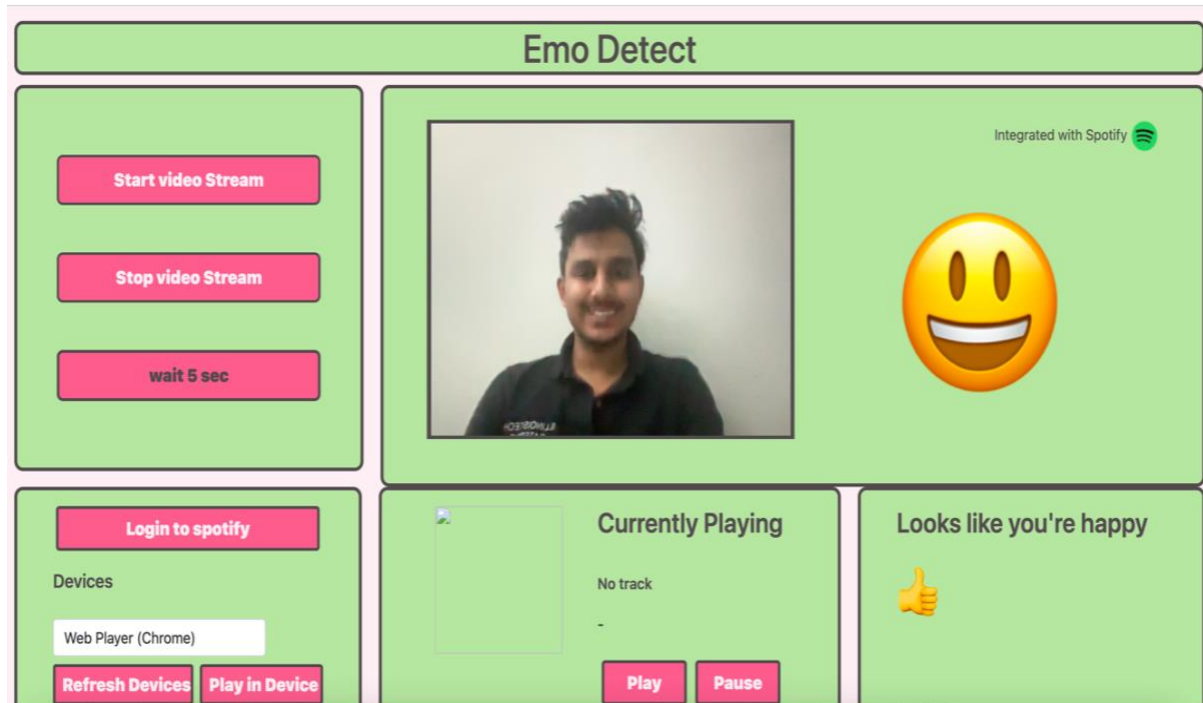 Emo Detect
Start video Stream
Stop video Stream
wait 5 sec
Integrated with Spotify
Login to spotify
Devices
Web Player (Chrome)
Refresh Devices
Play in Device
Currently Playing
No track
-
Play
Pause
Looks like you're happy